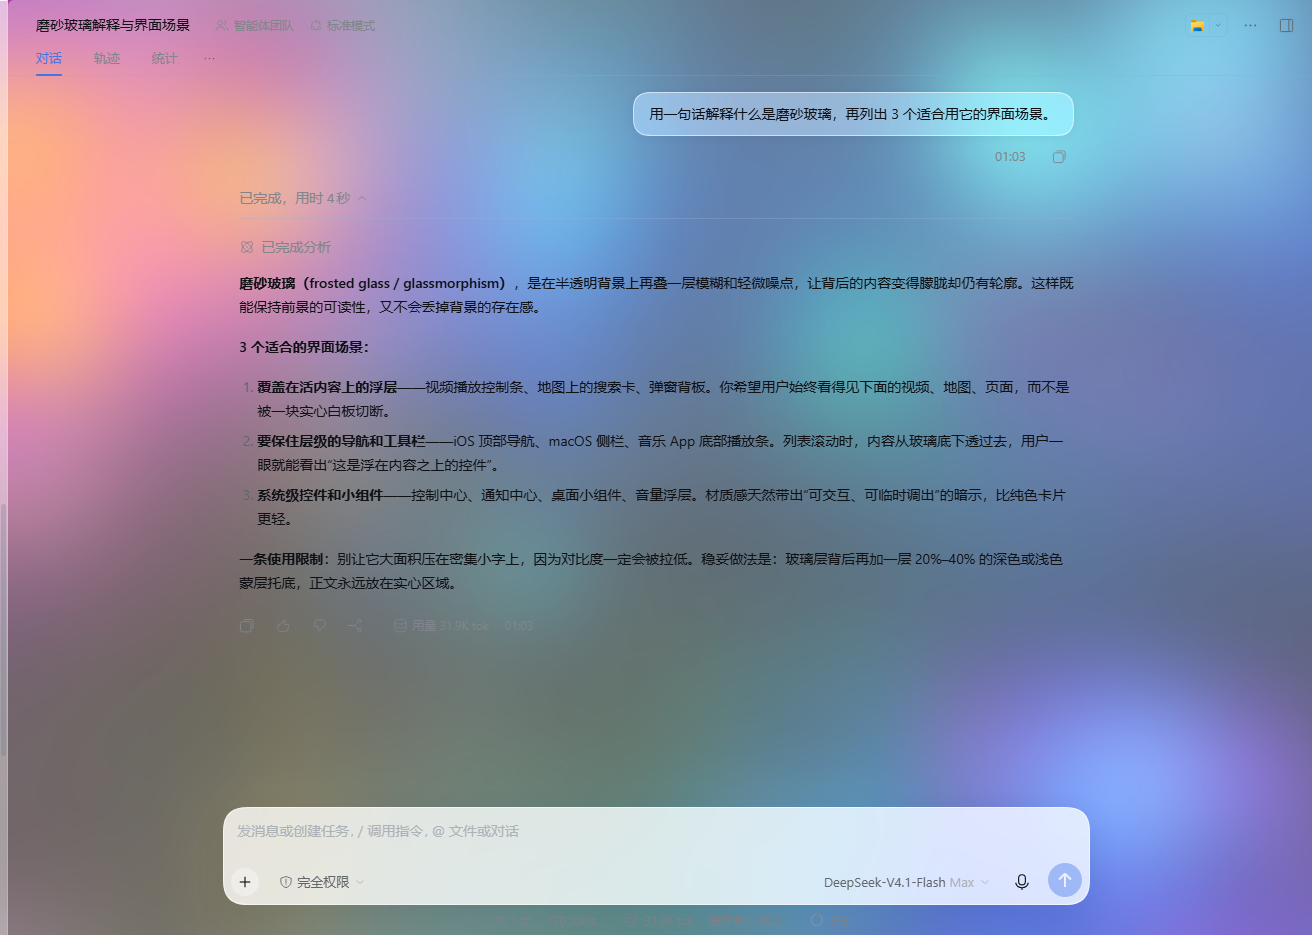 磨砂玻璃解释与界面场景 智能体团队 标准模式
对话 轨迹 统计 ···
用一句话解释什么是磨砂玻璃，再列出 3 个适合用它的界面场景。
01:03
已完成，用时 4 秒
已完成分析
磨砂玻璃（frosted glass / glassmorphism），是在半透明背景上再叠一层模糊和轻微噪点，让背后的内容变得朦胧却仍有轮廓。这样既
能保持前景的可读性，又不会丢掉背景的存在感。
3 个适合的界面场景：
1. 覆盖在活内容上的浮层——视频播放控制条、地图上的搜索卡、弹窗背板。你希望用户始终看得见下面的视频、地图、页面，而不是
被一块实心白板切断。
2. 要保住层级的导航和工具栏——iOS 顶部导航、macOS 侧栏、音乐 App 底部播放条。列表滚动时，内容从玻璃底下透过去，用户一
眼就能看出“这是浮在内容之上的控件”。
3. 系统级控件和小组件——控制中心、通知中心、桌面小组件、音量浮层。材质感天然带出“可交互、可临时调出”的暗示，比纯色卡片
更轻。
一条使用限制：别让它大面积压在密集小字上，因为对比度一定会被拉低。稳妥做法是：玻璃层背后再加一层 20%–40% 的深色或浅色
蒙层托底，正文永远放在实心区域。
用量 31.9K tok 01:03
发消息或创建任务, / 调用指令, @ 文件或对话
完全权限 DeepSeek-V4.1-Flash Max